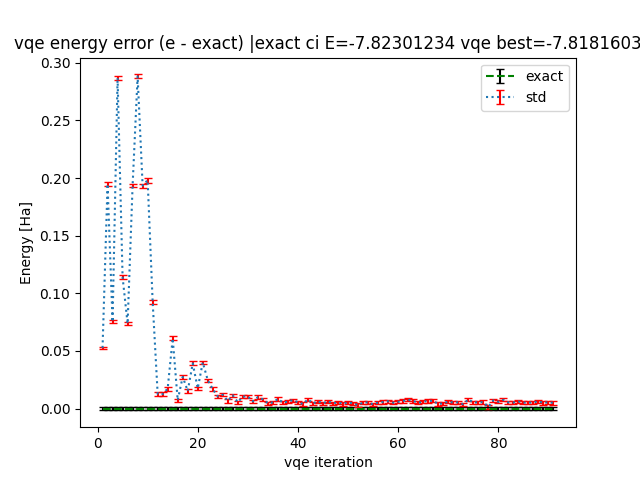 vqe energy error (e - exact) |exact ci E=-7.82301234 vqe best=-7.8181603
exact
std
0.30
0.25
0.20
0.15
0.10
0.05
0.00
Energy [Ha]
0
20
40
60
80
vqe iteration